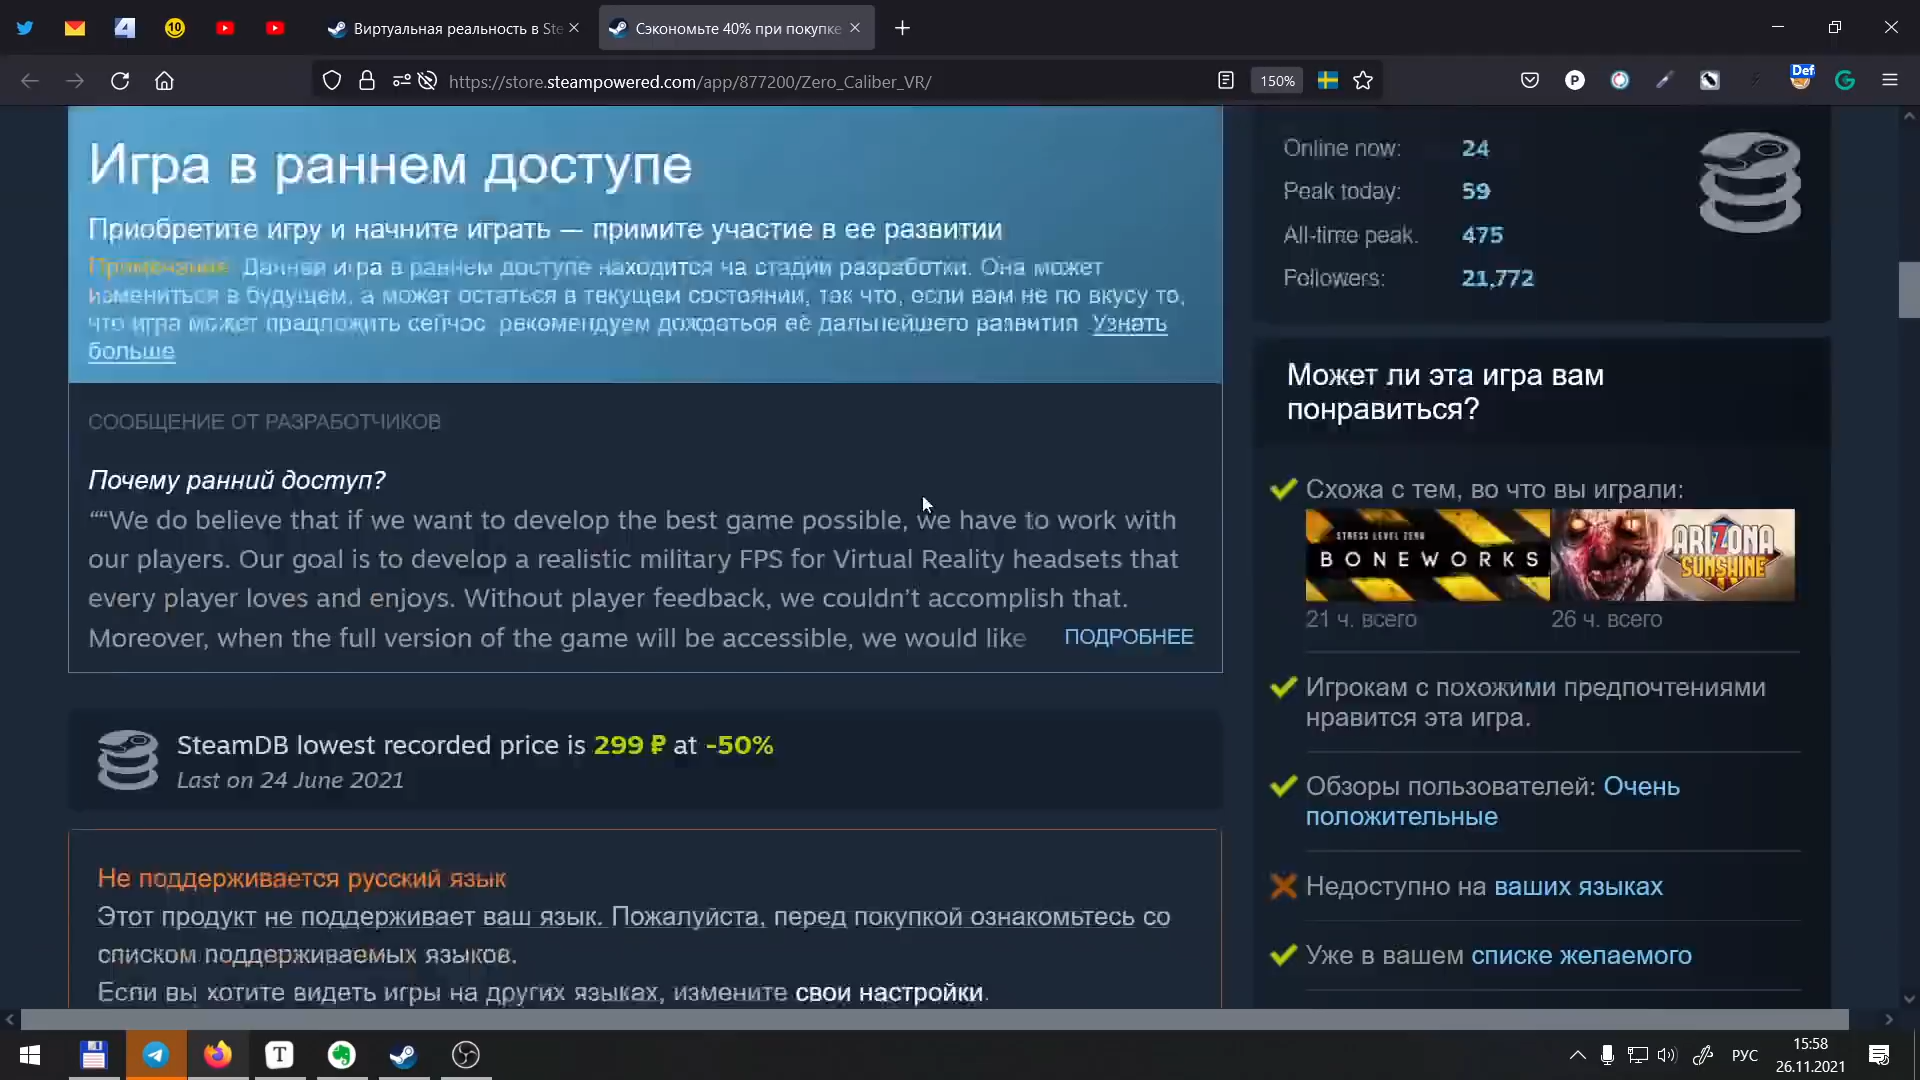 Виртуальная реальность в Ste
Сэкономьте 40% при покупке
https://store.steampowered.com/app/877200/Zero_Caliber_VR/
150%
Def
Игра в раннем доступе
Приобретите игру и начните играть — примите участие в ее развитии
Примечание: Данная игра в раннем доступе находится на стадии разработки. Она может
измениться в будущем, а может остаться в текущем состоянии, так что, если вам не по вкусу то,
что игра может предложить сейчас, рекомендуем дождаться её дальнейшего развития. Узнать
больше
СООБЩЕНИЕ ОТ РАЗРАБОТЧИКОВ
Почему ранний доступ?
““We do believe that if we want to develop the best game possible, we have to work with
our players. Our goal is to develop a realistic military FPS for Virtual Reality headsets that
every player loves and enjoys. Without player feedback, we couldn’t accomplish that.
Moreover, when the full version of the game will be accessible, we would like
ПОДРОБНЕЕ
SteamDB lowest recorded price is 299 ₽ at -50%
Last on 24 June 2021
Не поддерживается русский язык
Этот продукт не поддерживает ваш язык. Пожалуйста, перед покупкой ознакомьтесь со
списком поддерживаемых языков.
Если вы хотите видеть игры на других языках, измените свои настройки.
Online now: 24
Peak today: 59
All-time peak: 475
Followers: 21,772
Может ли эта игра вам
понравиться?
Схожа с тем, во что вы играли:
STRESS LEVEL ZERO
BONEWORKS
ARIZONA
SUNSHINE
21 ч. всего
26 ч. всего
Игрокам с похожими предпочтениями
нравится эта игра.
Обзоры пользователей: Очень
положительные
Недоступно на ваших языках
Уже в вашем списке желаемого
РУС
15:58
26.11.2021